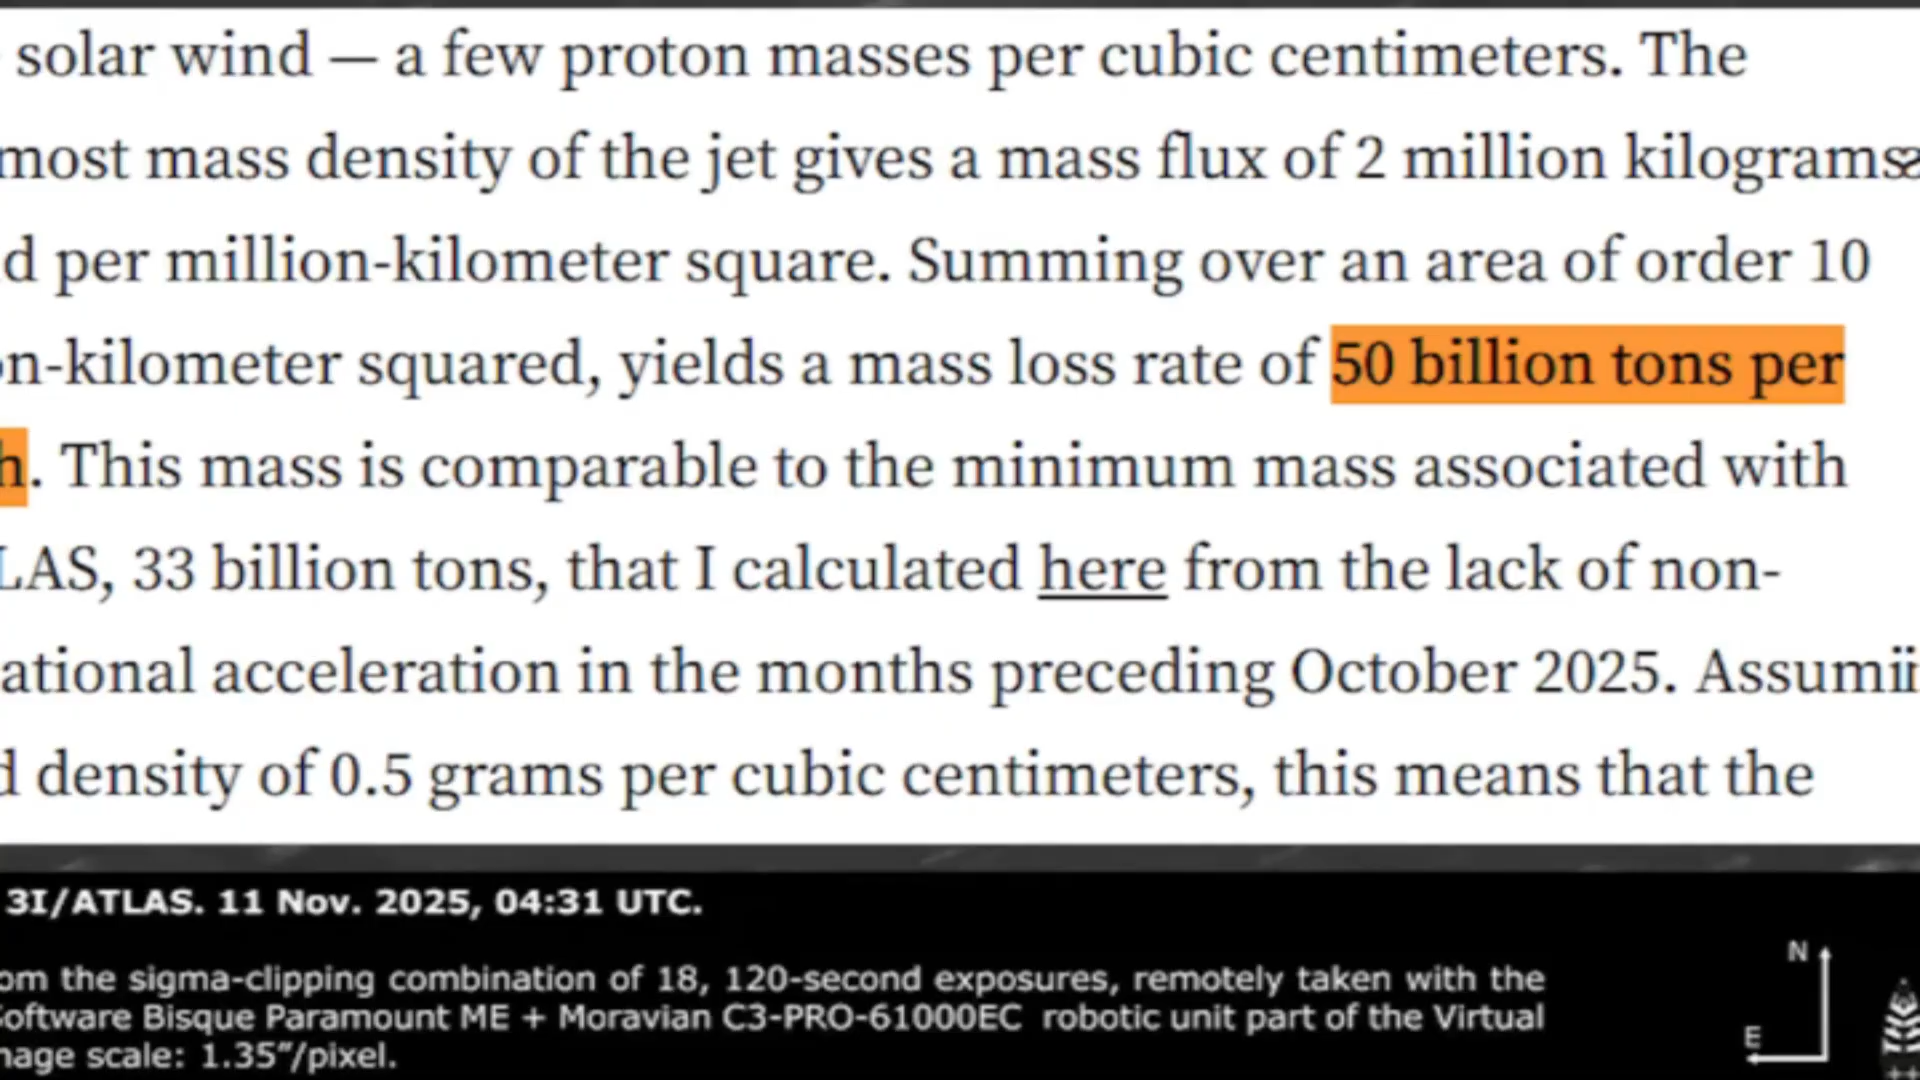 solar wind — a few proton masses per cubic centimeters. The
most mass density of the jet gives a mass flux of 2 million kilograms
d per million-kilometer square. Summing over an area of order 10
n-kilometer squared, yields a mass loss rate of 50 billion tons per
h. This mass is comparable to the minimum mass associated with
LAS, 33 billion tons, that I calculated here from the lack of non-
ational acceleration in the months preceding October 2025. Assumi
d density of 0.5 grams per cubic centimeters, this means that the
3I/ATLAS. 11 Nov. 2025, 04:31 UTC.
om the sigma-clipping combination of 18, 120-second exposures, remotely taken with the
Software Bisque Paramount ME + Moravian C3-PRO-61000EC robotic unit part of the Virtual
mage scale: 1.35”/pixel.
N
E